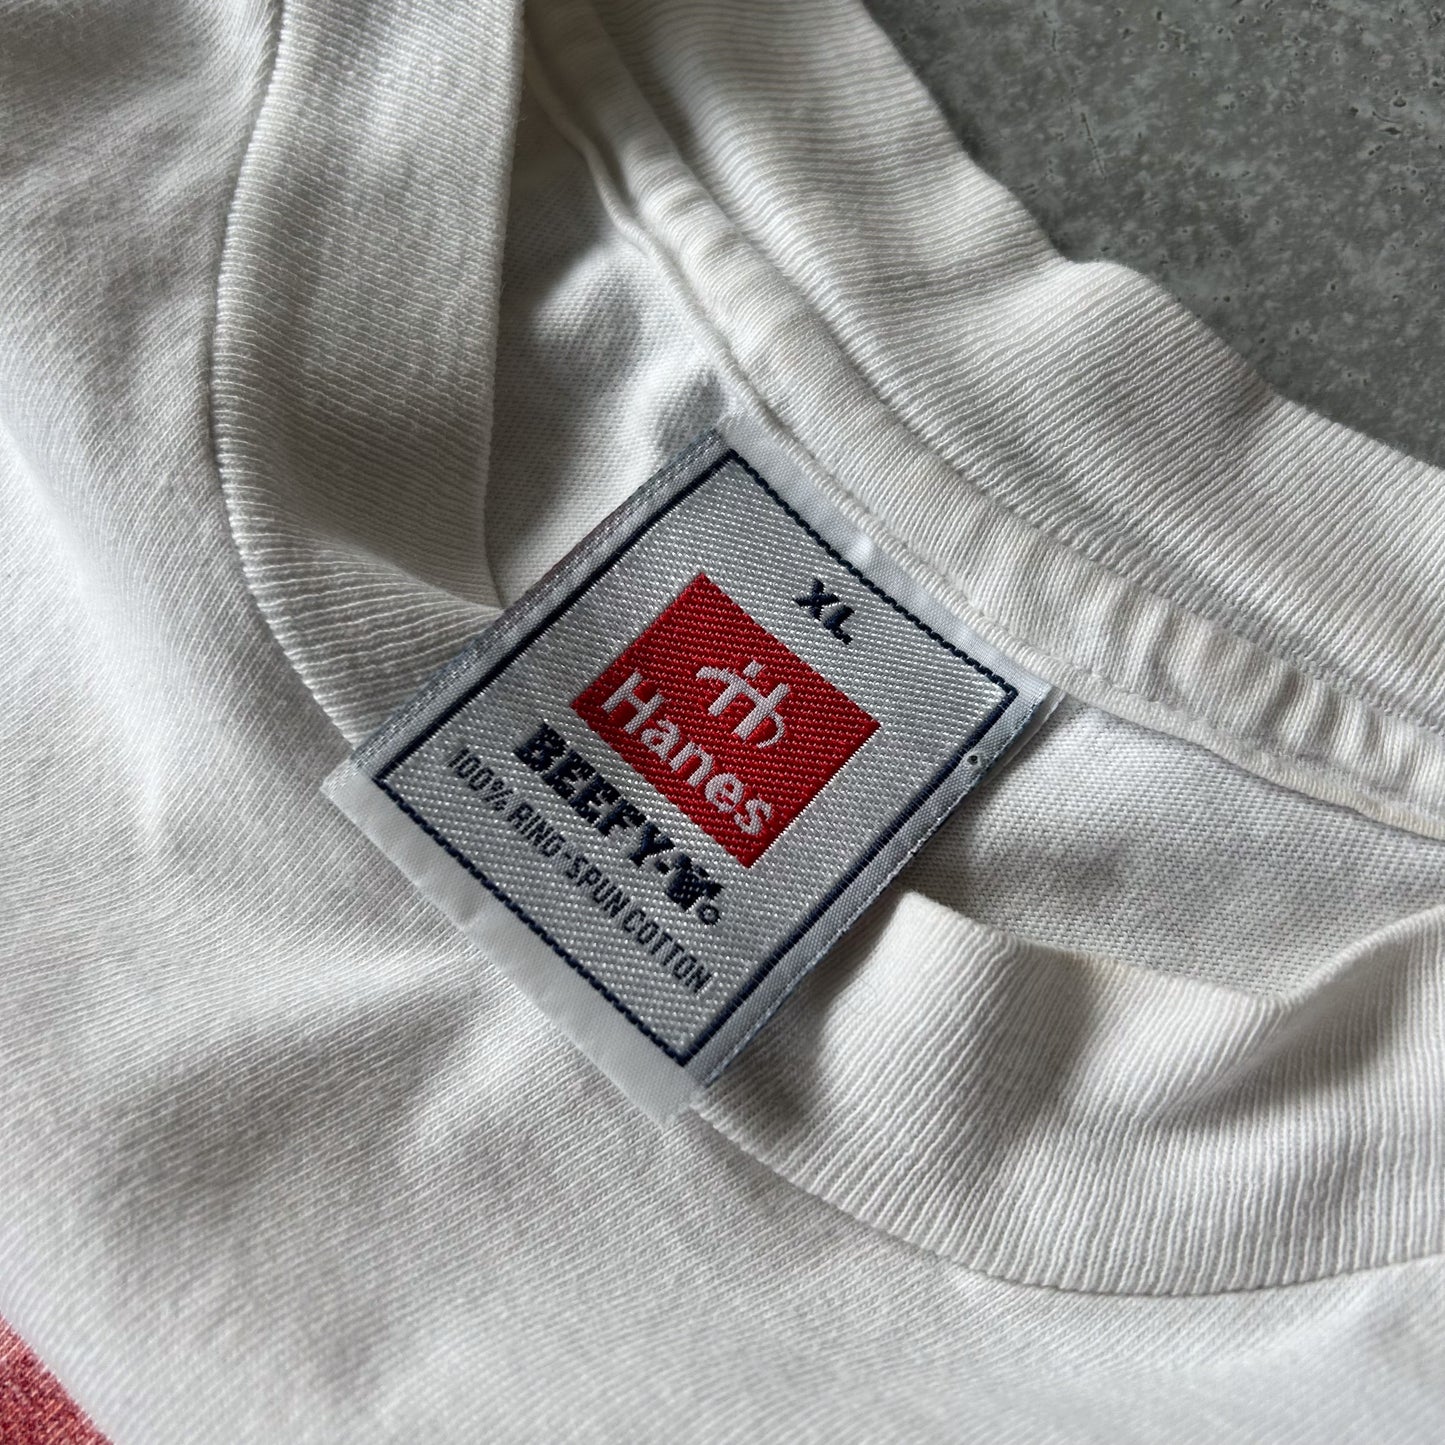 XL
Hanes
BEEFY-T®
100% RING-SPUN COTTON